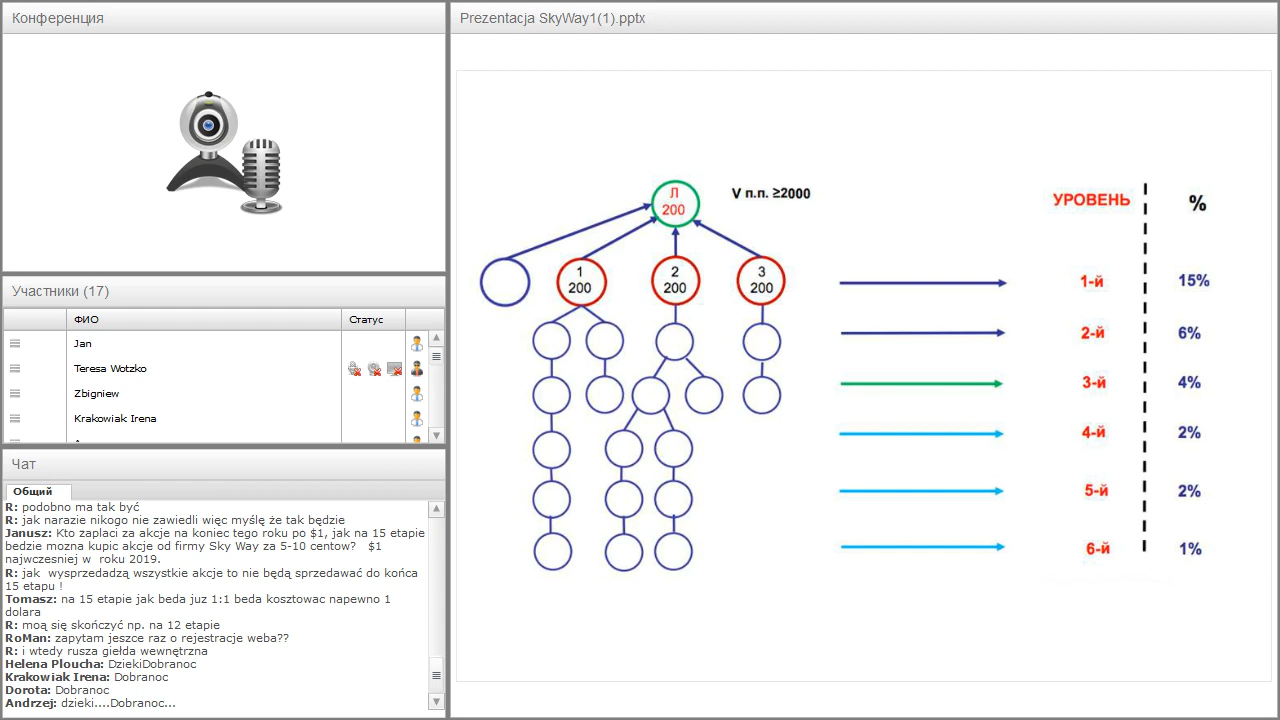 Конференция
Участники (17)
ФИО Статус
Jan
Teresa Wotzko
Zbigniew
Krakowiak Irena
Чат
Общий
R: podobno ma tak być
R: jak narazie nikogo nie zawiedli więc myślę że tak będzie
Janusz: Kto zaplaci za akcje na koniec tego roku po $1, jak na 15 etapie
bedzie mozna kupic akcje od firmy Sky Way za 5-10 centow? $1
najwczesniej w roku 2019.
R: jak wysprzedadzą wszystkie akcje to nie będą sprzedawać do końca
15 etapu !
Tomasz: na 15 etapie jak beda juz 1:1 beda kosztowac napewno 1
dolara
R: moą się skończyć np. na 12 etapie
RoMan: zapytam jeszce raz o rejestracje weba??
R: i wtedy rusza giełda wewnętrzna
Helena Ploucha: DziekiDobranoc
Krakowiak Irena: Dobranoc
Dorota: Dobranoc
Andrzej: dzieki....Dobranoc...
Prezentacja SkyWay1(1).pptx
Л
200
V п.п. ≥2000
УРОВЕНЬ %
1
200
2
200
3
200
1-й 15%
2-й 6%
3-й 4%
4-й 2%
5-й 2%
6-й 1%